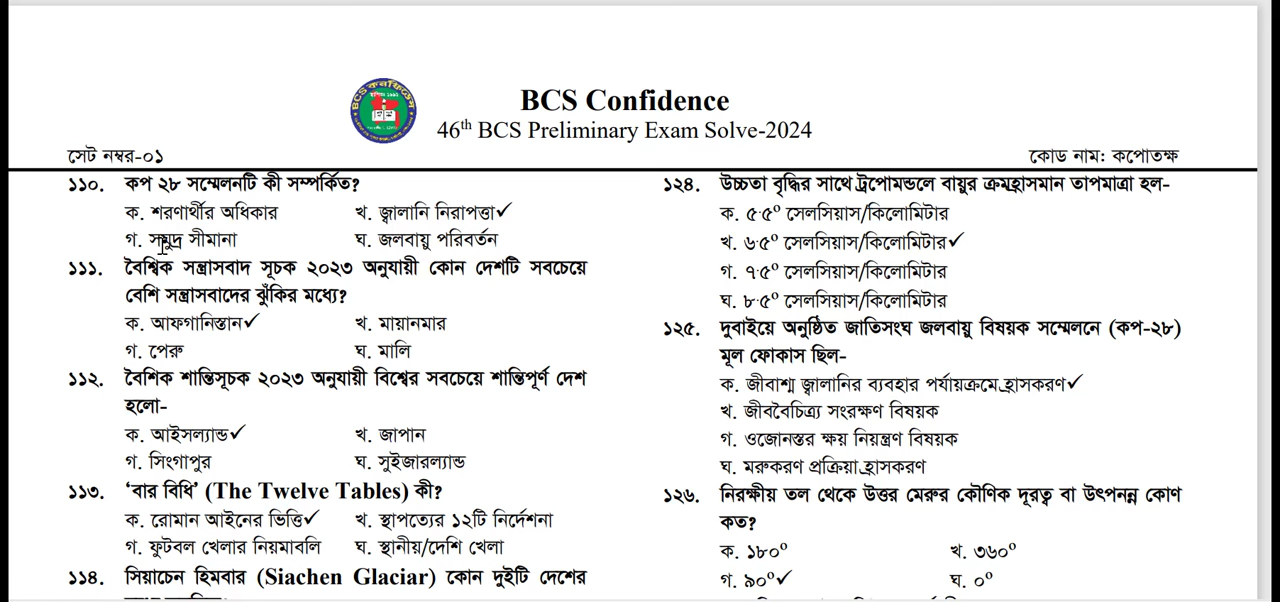 BCS Confidence
46th BCS Preliminary Exam Solve-2024
সেট নম্বর-০১
কোড নাম: কপোতক্ষ
১১০. কপ ২৮ সম্মেলনটি কী সম্পর্কিত?
ক. শরণার্থীর অধিকার খ. জ্বালানি নিরাপত্তা✓
গ. সমুদ্র সীমানা ঘ. জলবায়ু পরিবর্তন
১১১. বৈশ্বিক সন্ত্রাসবাদ সূচক ২০২৩ অনুযায়ী কোন দেশটি সবচেয়ে
বেশি সন্ত্রাসবাদের ঝুঁকির মধ্যে?
ক. আফগানিস্তান✓ খ. মায়ানমার
গ. পেরু ঘ. মালি
১১২. বৈশিক শান্তিসূচক ২০২৩ অনুযায়ী বিশ্বের সবচেয়ে শান্তিপূর্ণ দেশ
হলো-
ক. আইসল্যান্ড✓ খ. জাপান
গ. সিংগাপুর ঘ. সুইজারল্যান্ড
১১৩. ‘বার বিধি’ (The Twelve Tables) কী?
ক. রোমান আইনের ভিত্তি✓ খ. স্থাপত্যের ১২টি নির্দেশনা
গ. ফুটবল খেলার নিয়মাবলি ঘ. স্থানীয়/দেশি খেলা
১১৪. সিয়াচেন হিমবার (Siachen Glaciar) কোন দুইটি দেশের
১২৪. উচ্চতা বৃদ্ধির সাথে ট্রপোমন্ডলে বায়ুর ক্রমহ্রাসমান তাপমাত্রা হল-
ক. ৫·৫° সেলসিয়াস/কিলোমিটার
খ. ৬·৫° সেলসিয়াস/কিলোমিটার✓
গ. ৭·৫° সেলসিয়াস/কিলোমিটার
ঘ. ৮·৫° সেলসিয়াস/কিলোমিটার
১২৫. দুবাইয়ে অনুষ্ঠিত জাতিসংঘ জলবায়ু বিষয়ক সম্মেলনে (কপ-২৮)
মূল ফোকাস ছিল-
ক. জীবাশ্ম জ্বালানির ব্যবহার পর্যায়ক্রমে হ্রাসকরণ✓
খ. জীববৈচিত্র্য সংরক্ষণ বিষয়ক
গ. ওজোনস্তর ক্ষয় নিয়ন্ত্রণ বিষয়ক
ঘ. মরুকরণ প্রক্রিয়া হ্রাসকরণ
১২৬. নিরক্ষীয় তল থেকে উত্তর মেরুর কৌণিক দূরত্ব বা উৎপনন্ন কোণ
কত?
ক. ১৮০° খ. ৩৬০°
গ. ৯০°✓ ঘ. ০°